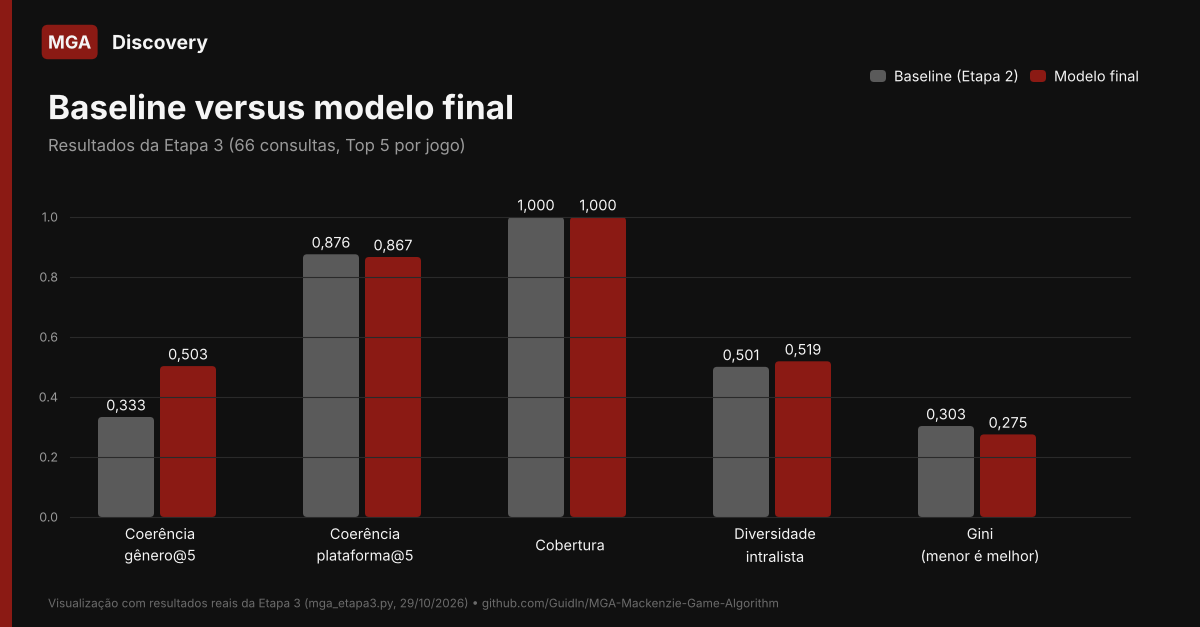 MGA Discovery
Baseline (Etapa 2) Modelo final
Baseline versus modelo final
Resultados da Etapa 3 (66 consultas, Top 5 por jogo)
1,000 1,000
1.0
0,876 0,867
0.8
0.6
0,503
0,501 0,519
0.4
0,333
0,303 0,275
0.2
0.0
Coerência
gênero@5
Coerência
plataforma@5
Cobertura
Diversidade
intralista
Gini
(menor é melhor)
Visualização com resultados reais da Etapa 3 (mga_etapa3.py, 29/10/2026) • github.com/GuidIn/MGA-Mackenzie-Game-Algorithm